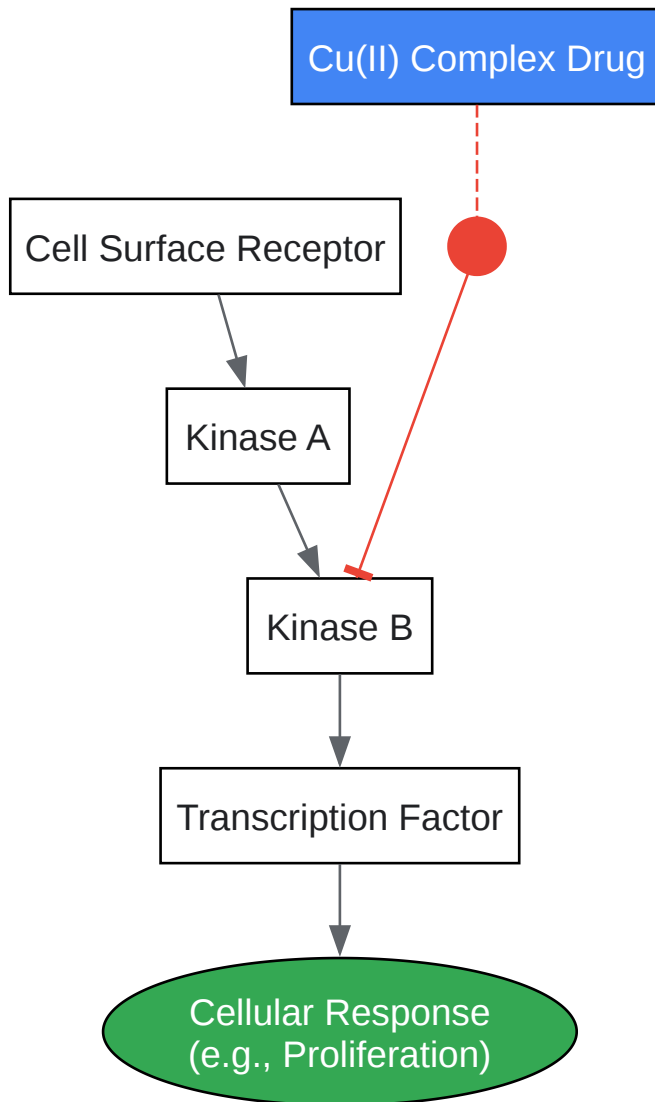 Cu(II) Complex Drug
Cell Surface Receptor
Kinase A
Kinase B
Transcription Factor
Cellular Response
(e.g., Proliferation)